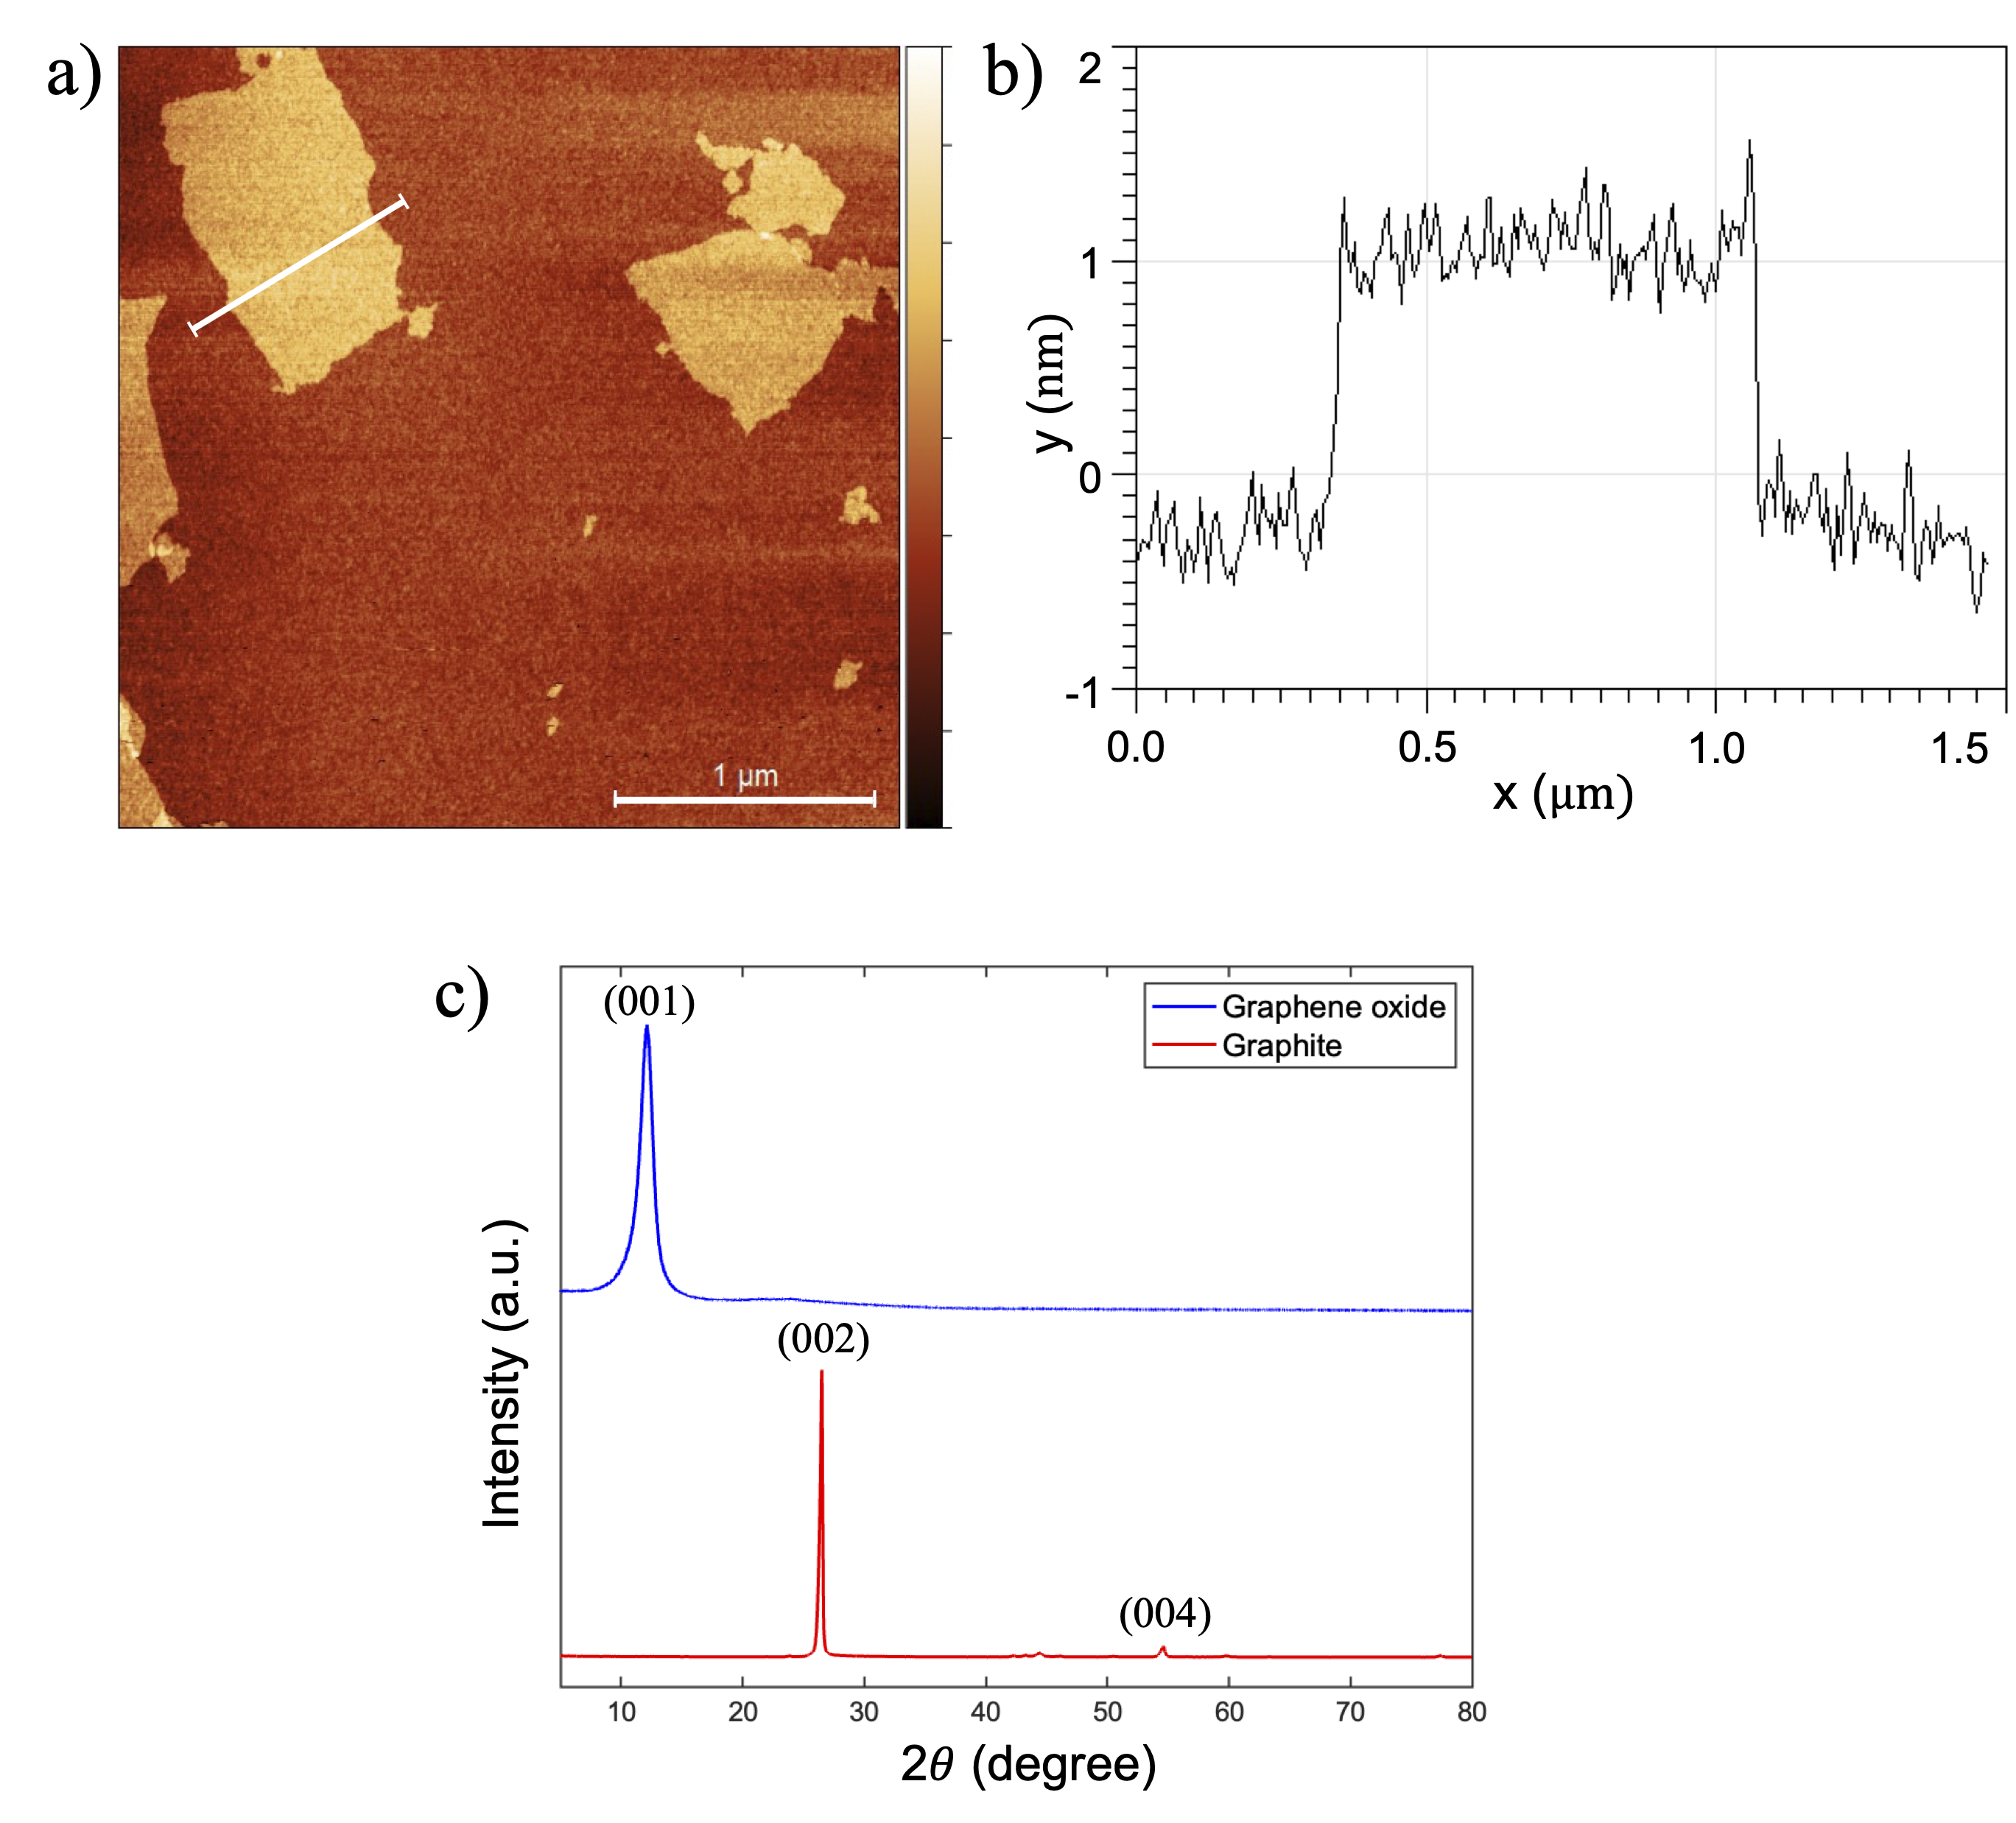 a)
1 μm
b)
2
1
0
-1
y (nm)
0.0 0.5 1.0 1.5
x (μm)
c)
(001)
Graphene oxide
Graphite
(002)
(004)
Intensity (a.u.)
10 20 30 40 50 60 70 80
2θ (degree)